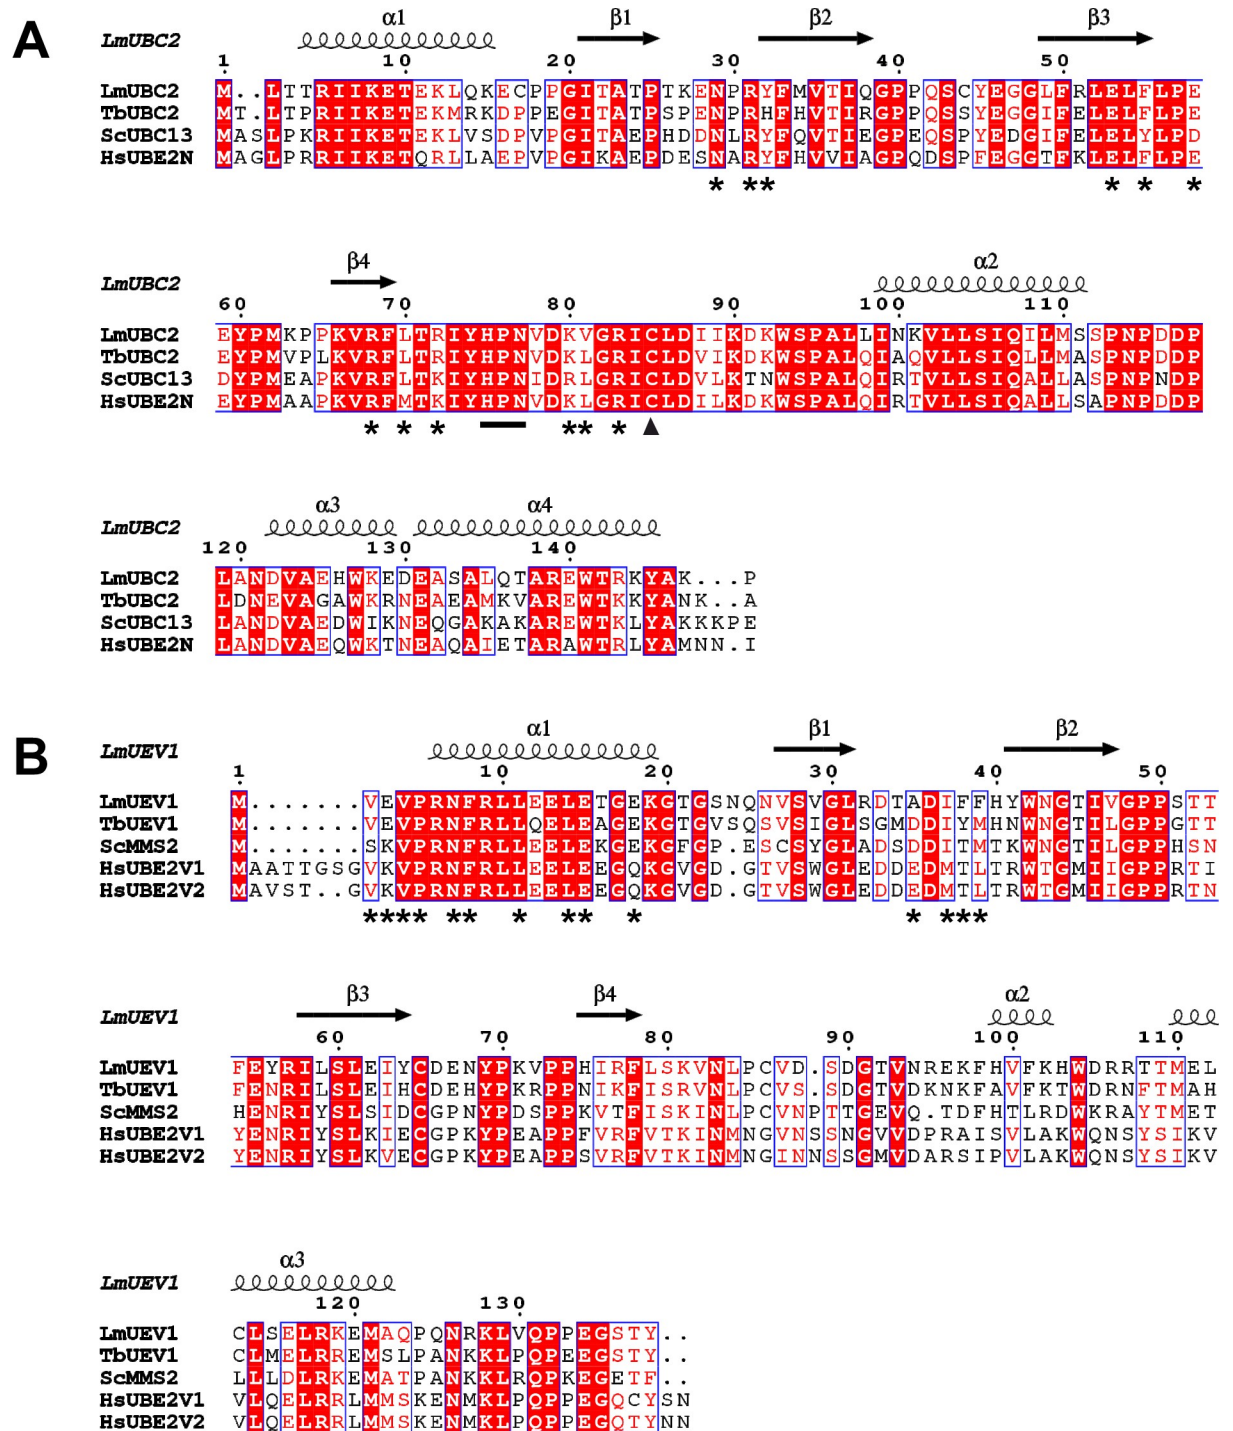 A
α1 β1 β2 β3
LmUBC2
1 10 20 30 40 50
LmUBC2 M..LTTRIIKETEKLQKECPPGITATPTKENPRYFMVTIQGPPQSCYEGGLFRLELFLPE
TbUBC2 MT.LTPRIIKETEKMRKDPPEGITATPSPENPRHFHVTIRGPPQSPYEGGIFELELFLPE
ScUBC13 MASLPKRIIKETEKLVSDPVPGITAEPHDDNLRYFQVTIEGPEQSPYEDGIFELELYLPD
HsUBE2N MAGLPRRIIKETQRLLAEPVPGIKAEPDESNARYFHVVIAGPQDSPFEGGTFKLELFLPE
* ** * * *
β4 α2
LmUBC2
60 70 80 90 100 110
LmUBC2 EYPMKPPKVRFLTRIYHPNVDKVGRICLDIIKDKWSPALLINKVLLSIQILMSSPNPDDP
TbUBC2 EYPMVPLKVRFLTRIYHPNVDKLGRICLDVIKDKWSPALQIAQVLLSIQLLMASPNPDDP
ScUBC13 DYPMEAPKVRFLTKIYHPNIDRLGRICLDVLKTNWSPALQIRTVLLSIQALLASPNPNDP
HsUBE2N EYPMAAPKVRFMTKIYHPNVDKLGRICLDILKDKWSPALQIRTVLLSIQALLSAPNPDDP
* * * ** * ▲
α3 α4
LmUBC2
120 130 140
LmUBC2 LANDVAEHWKEDEASALQTAREWTRKYAK...P
TbUBC2 LDNEVAGAWKRNEAEAMKVAREWTKKYANK..A
ScUBC13 LANDVAEDWIKNEQGAKAKAREWTKLYAKKKPE
HsUBE2N LANDVAEQWKTNEAQAIETARAWTRLYAMNN.I
B
α1 β1 β2
LmUEV1
1 10 20 30 40 50
LmUEV1 M.......VEVPRNFRLLEELETGEKGTGSNQNVSVGLRDTADIFFHYWNGTIVGPPSTT
TbUEV1 M.......VEVPRNFRLLQELEAGEKGTGVSQSVSIGLSGMDDIYMHNWNGTILGPPGTT
ScMMS2 M.......SKVPRNFRLLEELEKGEKGFGP.ESCSYGLADSDDITMTKWNGTILGPPHSN
HsUBE2V1 MAATTGSGVKVPRNFRLLEELEEGQKGVGD.GTVSWGLEDDEDMTLTRWTGMIIGPPRTI
HsUBE2V2 MAVST..GVKVPRNFRLLEELEEGQKGVGD.GTVSWGLEDDEDMTLTRWTGMIIGPPRTN
**** ** * ** * * ***
β3 β4 α2
LmUEV1
60 70 80 90 100 110
LmUEV1 FEYRILSLEIYCDENYPKVPPHIRFLSKVNLPCVD.SDGTVNREKFHVFKHWDRRTTMEL
TbUEV1 FENRIYSLEIHCDENYPKRPPNIRFISRVNLPCVD.SDGTVDKNKFAVFKTWDRNFTMAH
ScMMS2 HENRIYSLSIDCGPNYPDSPPKVTFISKINLPCVNPTTGEVQ.TDFHTLRDWKRAYTMET
HsUBE2V1 YENRIYSLKIECGPKYPEAPPFVRFVTKINMNGVNSSNGVVDPRAISVLAKWQNSYSIKV
HsUBE2V2 YENRIYSLKVECGPKYPEAPPSVRFVTKINMNGINNSSGMVDARSIPVLAKWQNSYSIKV
α3
LmUEV1
120 130
LmUEV1 CLSELRKEMAQPQNRKLVQPPEGSTY..
TbUEV1 CLMELRREMSLPANKKLPQPEEGSTY..
ScMMS2 LLLDLRKEMATPANKKLRQPKEGETF..
HsUBE2V1 VLQELRRLMMSKENMKLPQPPEGQCYSN
HsUBE2V2 VLQELRRLMMSKENMKLPQPPEGQTYNN